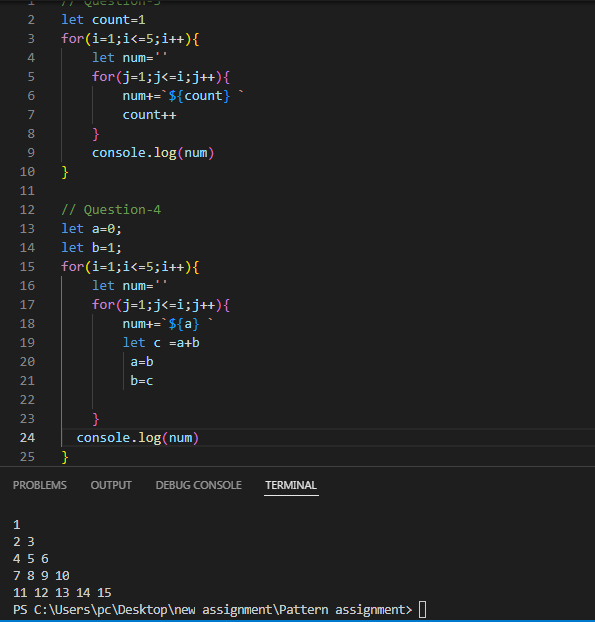 1 // Question-3
2 let count=1
3 for(i=1;i<=5;i++){
4 let num=''
5 for(j=1;j<=i;j++){
6 num+=`${count} `
7 count++
8 }
9 console.log(num)
10 }
11
12 // Question-4
13 let a=0;
14 let b=1;
15 for(i=1;i<=5;i++){
16 let num=''
17 for(j=1;j<=i;j++){
18 num+=`${a} `
19 let c =a+b
20 a=b
21 b=c
22
23 }
24 console.log(num)
25 }
PROBLEMS OUTPUT DEBUG CONSOLE TERMINAL
1
2 3
4 5 6
7 8 9 10
11 12 13 14 15
PS C:\Users\pc\Desktop\new assignment\Pattern assignment>